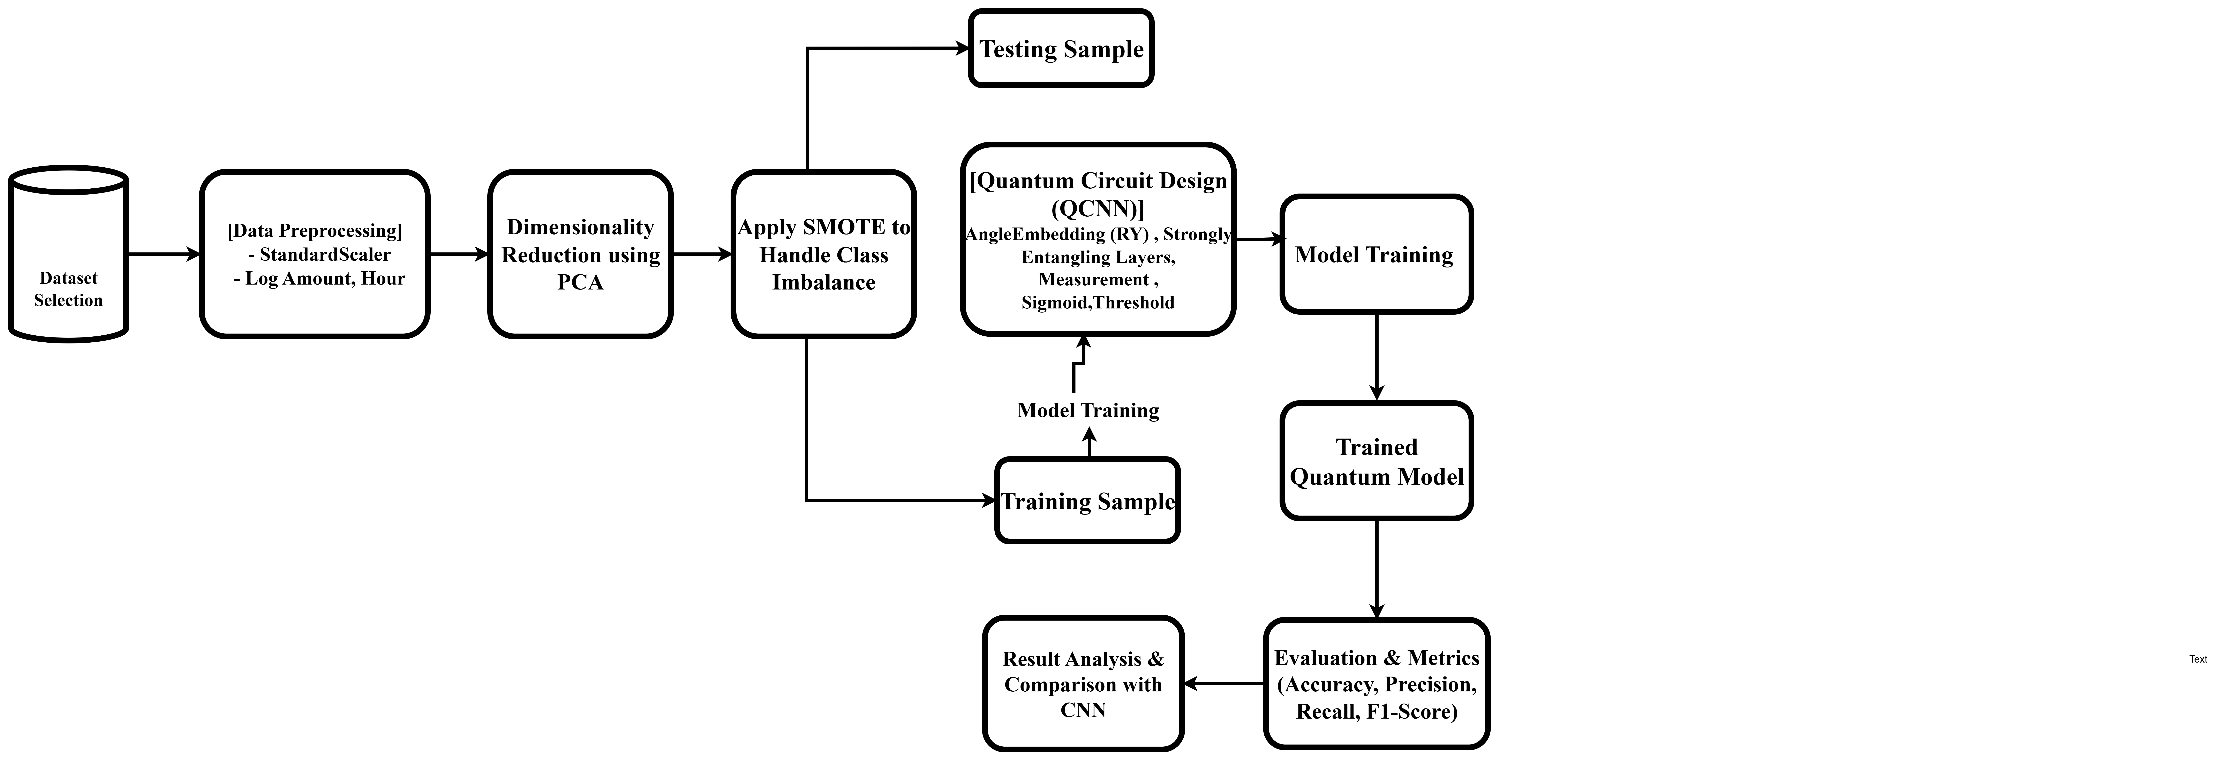 Testing Sample
Dataset
Selection
[Data Preprocessing]
- StandardScaler
- Log Amount, Hour
Dimensionality
Reduction using
PCA
Apply SMOTE to
Handle Class
Imbalance
[Quantum Circuit Design
(QCNN)]
AngleEmbedding (RY) , Strongly
Entangling Layers,
Measurement ,
Sigmoid,Threshold
Model Training
Model Training
Training Sample
Trained
Quantum Model
Evaluation & Metrics
(Accuracy, Precision,
Recall, F1-Score)
Result Analysis &
Comparison with
CNN
Text